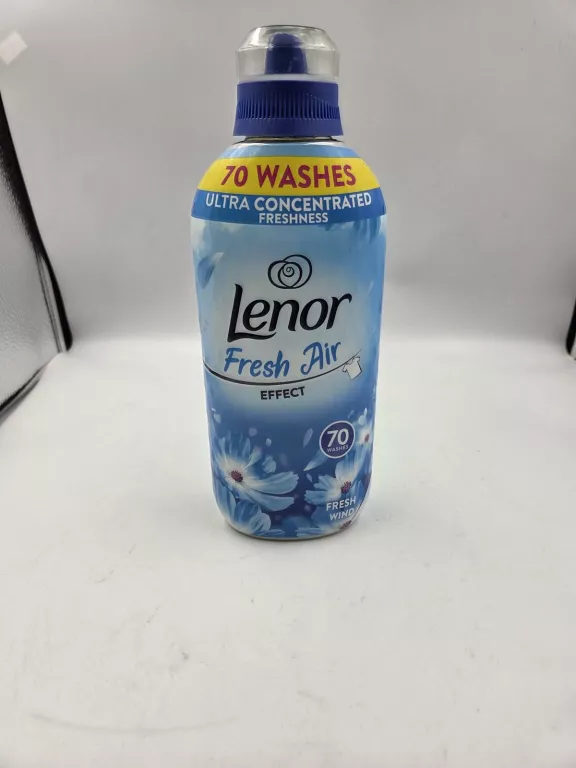 70 WASHES
ULTRA CONCENTRATED
FRESHNESS
Lenor
Fresh Air
EFFECT
70
WASHES
FRESH
WIND